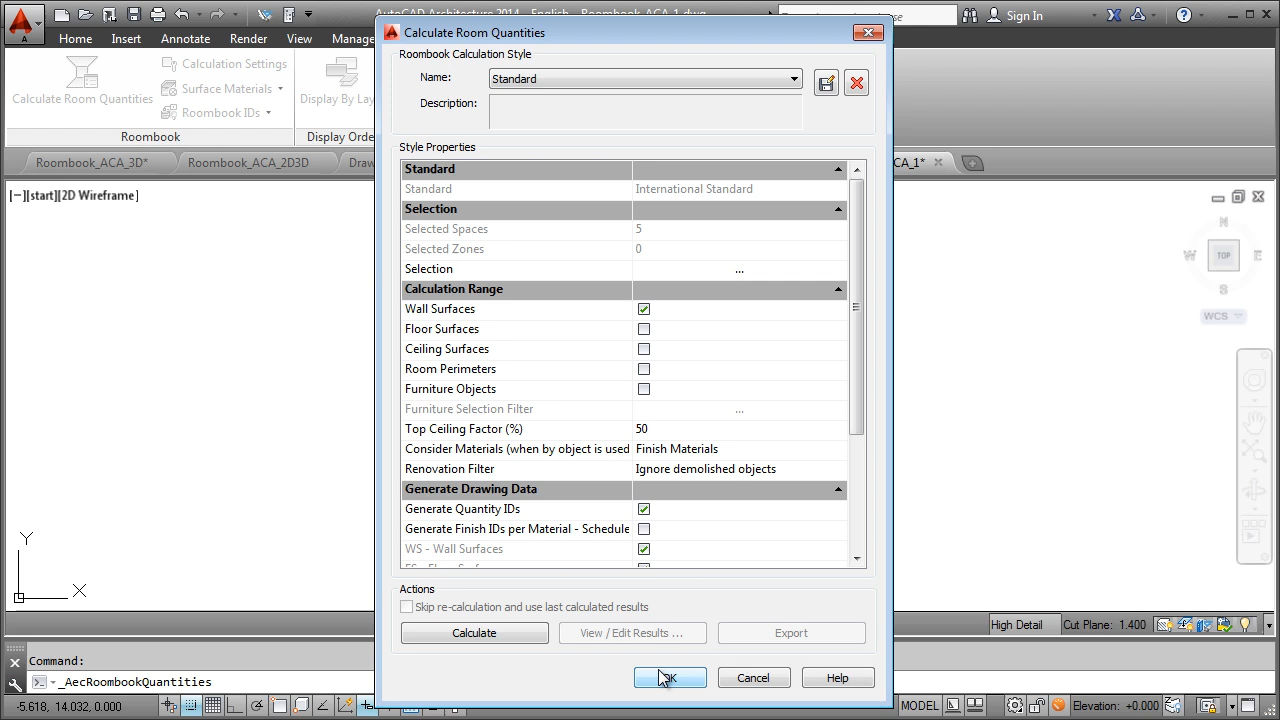 AutoCAD Architecture 2014 - English - Roombook_ACA_1.dwg
Sign In
Home
Insert
Annotate
Render
View
Manage
Calculate Room Quantities
Calculation Settings
Surface Materials
Roombook IDs
Display By Lay
Roombook
Display Orde
Roombook_ACA_3D*
Roombook_ACA_2D3D
Draw
ACA_1*
[−][start][2D Wireframe]
N
W
TOP
E
S
WCS
Y
X
Calculate Room Quantities
Roombook Calculation Style
Name:
Standard
Description:
Style Properties
Standard
Standard
International Standard
Selection
Selected Spaces
5
Selected Zones
0
Selection
...
Calculation Range
Wall Surfaces
Floor Surfaces
Ceiling Surfaces
Room Perimeters
Furniture Objects
Furniture Selection Filter
...
Top Ceiling Factor (%)
50
Consider Materials (when by object is used
Finish Materials
Renovation Filter
Ignore demolished objects
Generate Drawing Data
Generate Quantity IDs
Generate Finish IDs per Material - Schedule
WS - Wall Surfaces
Actions
Skip re-calculation and use last calculated results
Calculate
View / Edit Results ...
Export
OK
Cancel
Help
High Detail
Cut Plane: 1.400
Command:
_AecRoombookQuantities
-5.618, 14.032, 0.000
MODEL
Elevation: +0.000